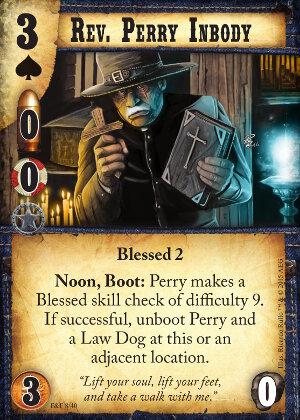 3
REV. PERRY INBODY
0
0
Blessed 2
Noon, Boot: Perry makes a
Blessed skill check of difficulty 9.
If successful, unboot Perry and
a Law Dog at this or an
adjacent location.
"Lift your soul, lift your feet,
and take a walk with me."
3
F&F 8/40
0